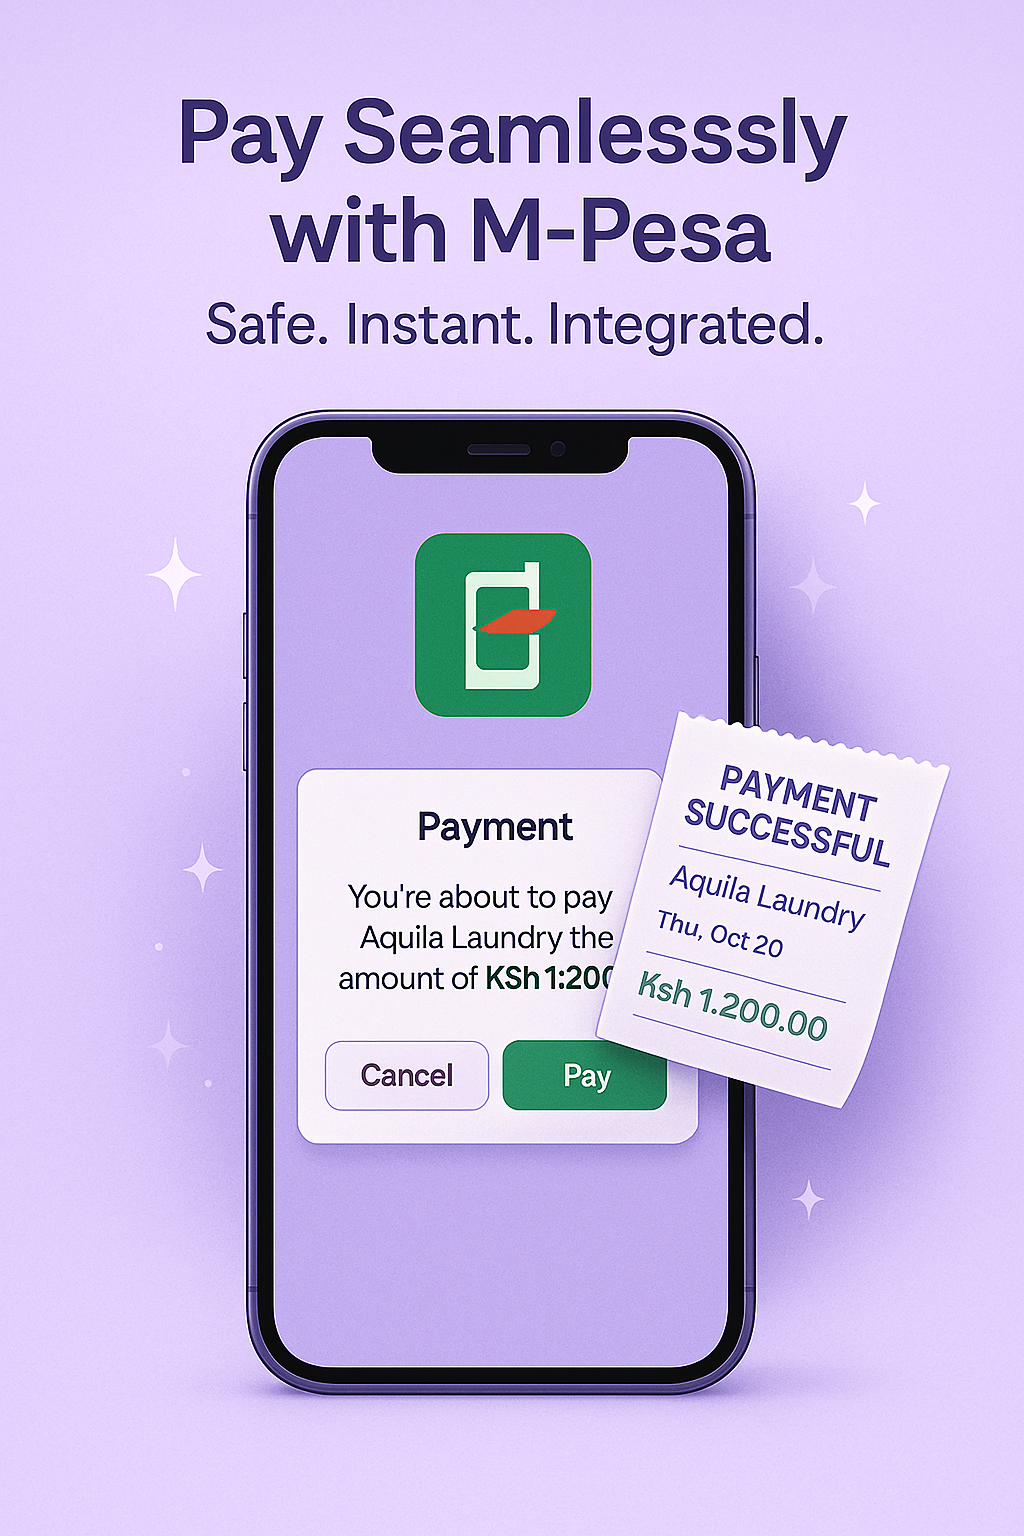 Pay Seamlesssly
with M-Pesa
Safe. Instant. Integrated.
Payment
You're about to pay
Aquila Laundry the
amount of KSh 1:200
Cancel
Pay
PAYMENT
SUCCESSFUL
Aquila Laundry
Thu, Oct 20
Ksh 1.200.00